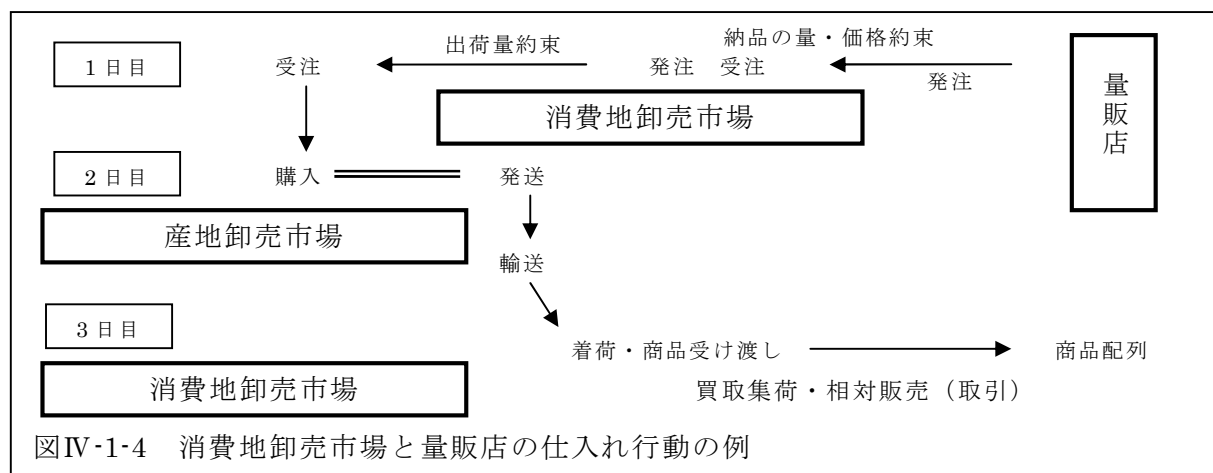 出荷量約束
納品の量・価格約束
1日目
受注
発注 受注
発注
量販店
消費地卸売市場
2日目
購入
発送
産地卸売市場
輸送
3日目
着荷・商品受け渡し
商品配列
消費地卸売市場
買取集荷・相対販売（取引）
図Ⅳ-1-4 消費地卸売市場と量販店の仕入れ行動の例